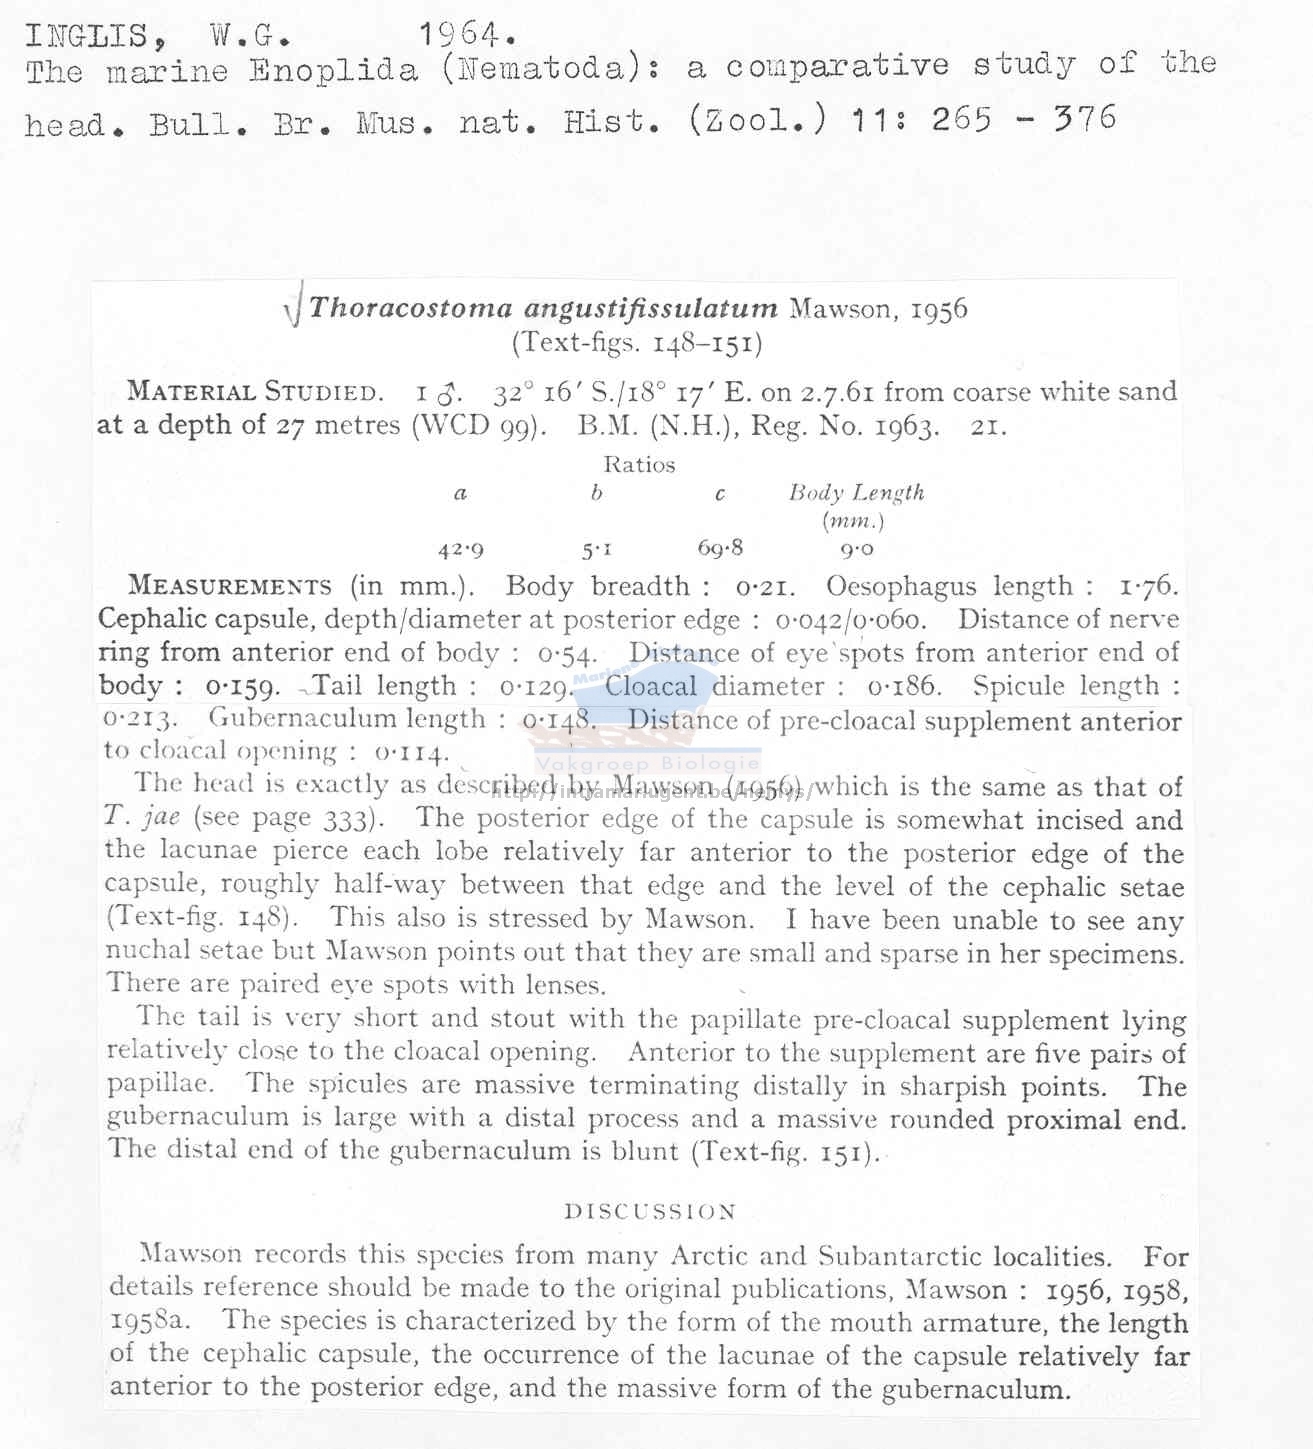 INGLIS, W.G. 1964.
The marine Enoplida (Nematoda): a comparative study of the
head. Bull. Br. Mus. nat. Hist. (Zool.) 11: 265 - 376
Thoracostoma angustifissulatum Mawson, 1956
(Text-figs. 148–151)
MATERIAL STUDIED. 1 ♂. 32° 16′ S./18° 17′ E. on 2.7.61 from coarse white sand
at a depth of 27 metres (WCD 99). B.M. (N.H.), Reg. No. 1963. 21.
Ratios
a b c Body Length
(mm.)
42·9 5·1 69·8 9·0
MEASUREMENTS (in mm.). Body breadth : 0·21. Oesophagus length : 1·76.
Cephalic capsule, depth/diameter at posterior edge : 0·042/0·060. Distance of nerve
ring from anterior end of body : 0·54. Distance of eye spots from anterior end of
body : 0·159. Tail length : 0·129. Cloacal diameter : 0·186. Spicule length :
0·213. Gubernaculum length : 0·148. Distance of pre-cloacal supplement anterior
to cloacal opening : 0·114.
Vakgroep Biologie
The head is exactly as described by Mawson (1956) which is the same as that of
T. jae (see page 333). The posterior edge of the capsule is somewhat incised and
the lacunae pierce each lobe relatively far anterior to the posterior edge of the
capsule, roughly half-way between that edge and the level of the cephalic setae
(Text-fig. 148). This also is stressed by Mawson. I have been unable to see any
nuchal setae but Mawson points out that they are small and sparse in her specimens.
There are paired eye spots with lenses.
The tail is very short and stout with the papillate pre-cloacal supplement lying
relatively close to the cloacal opening. Anterior to the supplement are five pairs of
papillae. The spicules are massive terminating distally in sharpish points. The
gubernaculum is large with a distal process and a massive rounded proximal end.
The distal end of the gubernaculum is blunt (Text-fig. 151).
DISCUSSION
Mawson records this species from many Arctic and Subantarctic localities. For
details reference should be made to the original publications, Mawson : 1956, 1958,
1958a. The species is characterized by the form of the mouth armature, the length
of the cephalic capsule, the occurrence of the lacunae of the capsule relatively far
anterior to the posterior edge, and the massive form of the gubernaculum.